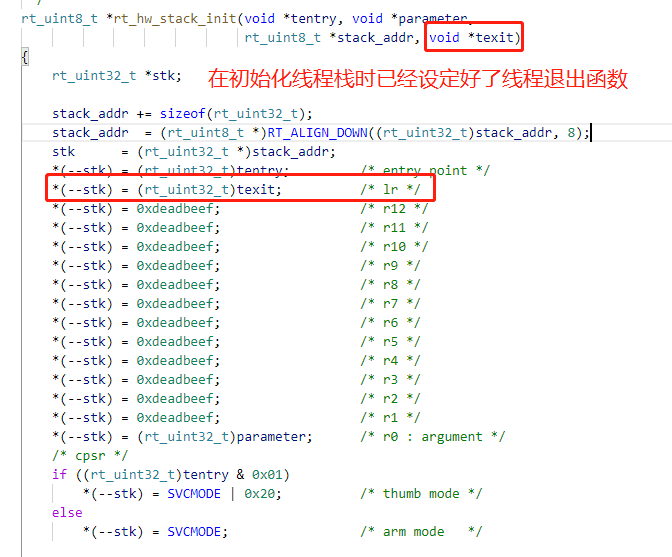 */
rt_uint8_t *rt_hw_stack_init(void *tentry, void *parameter,
rt_uint8_t *stack_addr, void *texit)
{
rt_uint32_t *stk; 在初始化线程栈时已经设定好了线程退出函数
stack_addr += sizeof(rt_uint32_t);
stack_addr = (rt_uint8_t *)RT_ALIGN_DOWN((rt_uint32_t)stack_addr, 8);
stk = (rt_uint32_t *)stack_addr;
*(--stk) = (rt_uint32_t)tentry; /* entry point */
*(--stk) = (rt_uint32_t)texit; /* lr */
*(--stk) = 0xdeadbeef; /* r12 */
*(--stk) = 0xdeadbeef; /* r11 */
*(--stk) = 0xdeadbeef; /* r10 */
*(--stk) = 0xdeadbeef; /* r9 */
*(--stk) = 0xdeadbeef; /* r8 */
*(--stk) = 0xdeadbeef; /* r7 */
*(--stk) = 0xdeadbeef; /* r6 */
*(--stk) = 0xdeadbeef; /* r5 */
*(--stk) = 0xdeadbeef; /* r4 */
*(--stk) = 0xdeadbeef; /* r3 */
*(--stk) = 0xdeadbeef; /* r2 */
*(--stk) = 0xdeadbeef; /* r1 */
*(--stk) = (rt_uint32_t)parameter; /* r0 : argument */
/* cpsr */
if ((rt_uint32_t)tentry & 0x01)
*(--stk) = SVCMODE | 0x20; /* thumb mode */
else
*(--stk) = SVCMODE; /* arm mode */